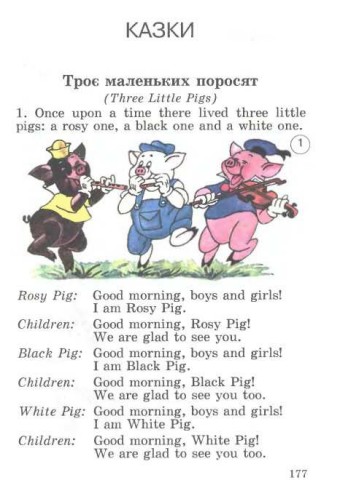 КАЗКИ
Троє маленьких поросят
(Three Little Pigs)
1. Once upon a time there lived three little
pigs: a rosy one, a black one and a white one.
1
Rosy Pig: Good morning, boys and girls!
I am Rosy Pig.
Children: Good morning, Rosy Pig!
We are glad to see you.
Black Pig: Good morning, boys and girls!
I am Black Pig.
Children: Good morning, Black Pig!
We are glad to see you too.
White Pig: Good morning, boys and girls!
I am White Pig.
Children: Good morning, White Pig!
We are glad to see you too.
177